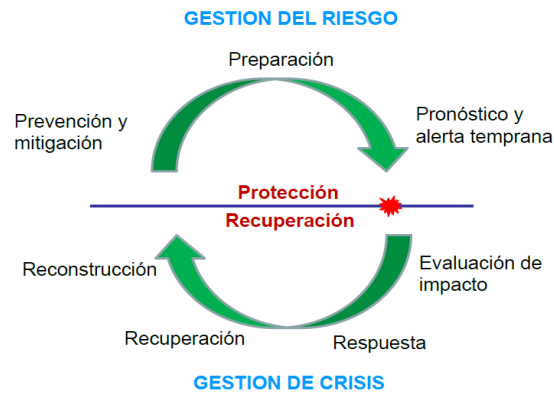 GESTION DEL RIESGO
Preparación
Prevención y
mitigación
Pronóstico y
alerta temprana
Protección
Recuperación
Reconstrucción
Evaluación de
impacto
Recuperación
Respuesta
GESTION DE CRISIS